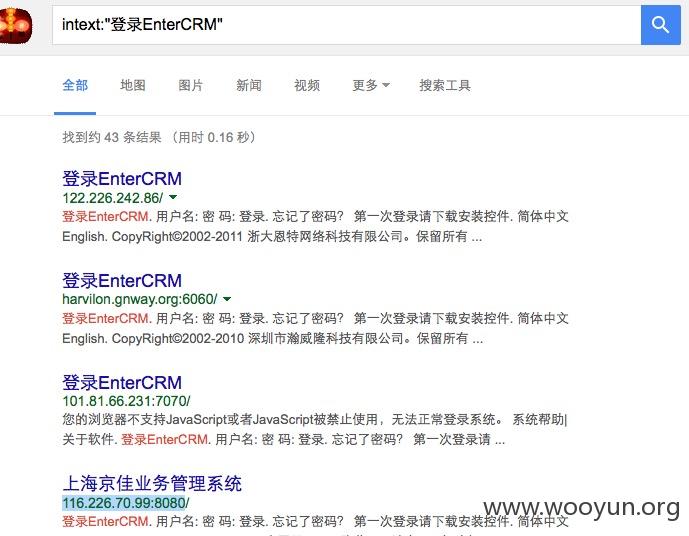 intext:"登录EnterCRM"
全部 地图 图片 新闻 视频 更多 搜索工具
找到约 43 条结果 （用时 0.16 秒）
登录EnterCRM
122.226.242.86/
登录EnterCRM. 用户名: 密 码: 登录. 忘记了密码？ 第一次登录请下载安装控件. 简体中文
English. CopyRight©2002-2011 浙大恩特网络科技有限公司。保留所有 ...
登录EnterCRM
harvilon.gnway.org:6060/
登录EnterCRM. 用户名: 密 码: 登录. 忘记了密码？ 第一次登录请下载安装控件. 简体中文
English. CopyRight©2002-2010 深圳市瀚威隆科技有限公司。保留所有 ...
登录EnterCRM
101.81.66.231:7070/
您的浏览器不支持JavaScript或者JavaScript被禁止使用，无法正常登录系统。 系统帮助|
关于软件. 登录EnterCRM. 用户名: 密 码: 登录. 忘记了密码？ 第一次登录请 ...
上海京佳业务管理系统
116.226.70.99:8080/
www.wooyun.org
登录EnterCRM. 用户名: 密 码: 登录. 忘记了密码？ 第一次登录请下载安装控件. 简体中文